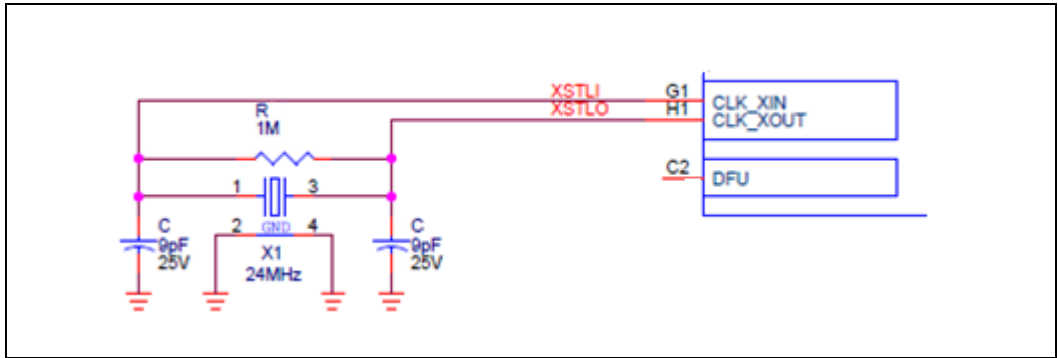 XSTLI G1 CLK_XIN
XSTLO H1 CLK_XOUT
R
1M
C2 DFU
1 3
C
9pF
25V
2 GND 4
X1
24MHz
C
9pF
25V